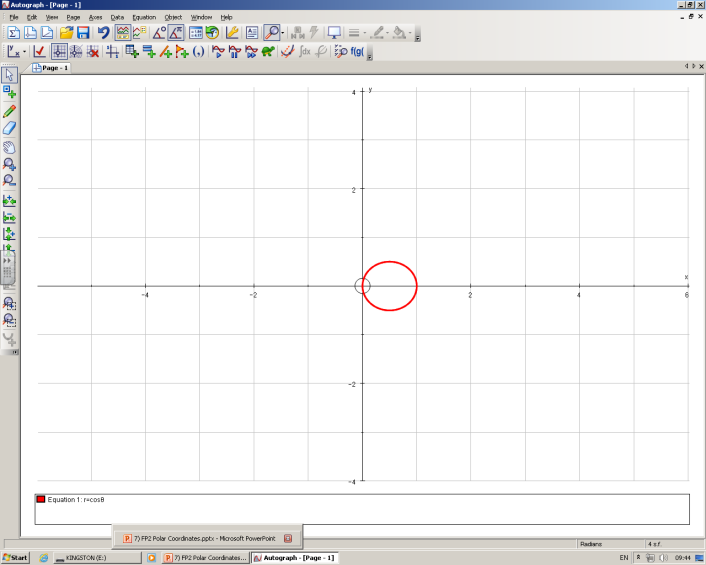 Autograph - [Page - 1]
File Edit View Page Axes Data Equation Object Window Help
Page - 1
y
4
2
x
-4 -2 2 4 6
-2
-4
Equation 1: r=cosθ
7) FP2 Polar Coordinates.pptx - Microsoft PowerPoint
Radians 4 s.f.
Start KINGSTON (E:) 7) FP2 Polar Coordinates... Autograph - [Page - 1] EN 09:44